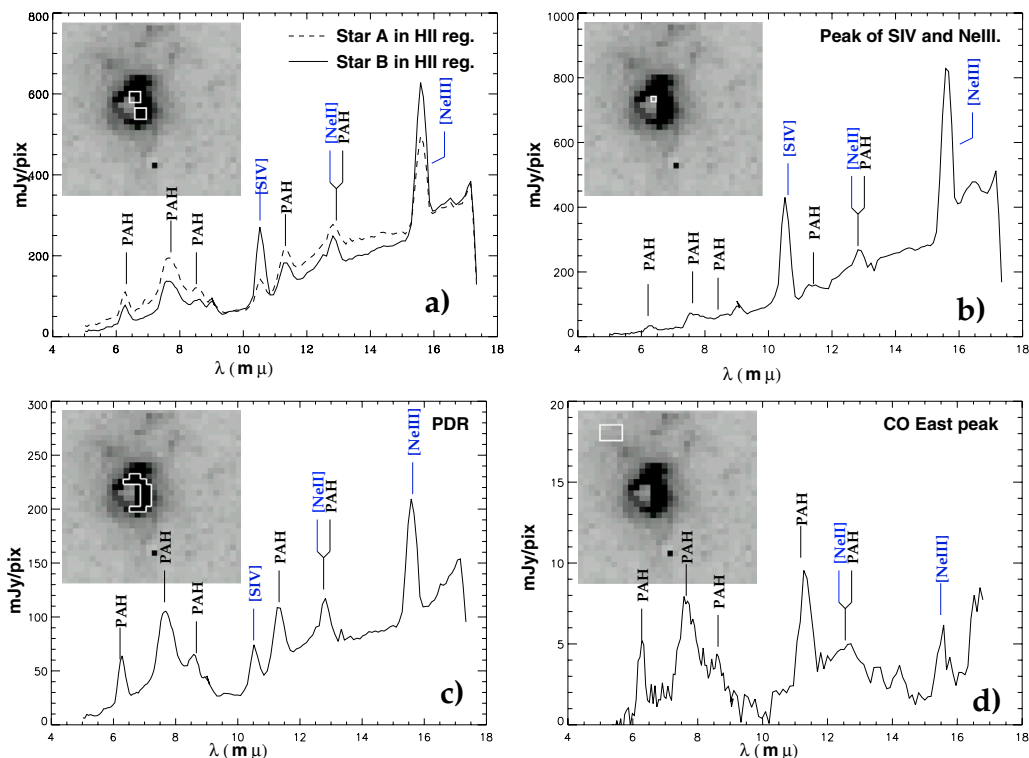 800
600
400
200
0
mJy/pix
Star A in HII reg.
Star B in HII reg.
PAH
PAH
PAH
[SIV]
PAH
[NeII]
PAH
[NeIII]
a)
4 6 8 10 12 14 16 18
λ ( m μ )
1000
800
600
400
200
0
mJy/pix
Peak of SIV and NeIII.
PAH
PAH
PAH
[SIV]
PAH
[NeII]
PAH
[NeIII]
b)
4 6 8 10 12 14 16 18
λ ( m μ )
300
250
200
150
100
50
0
mJy/pix
PDR
PAH
PAH
PAH
[SIV]
PAH
[NeII]
PAH
[NeIII]
c)
4 6 8 10 12 14 16 18
λ ( m μ )
20
15
10
5
0
mJy/pix
CO East peak
PAH
PAH
PAH
PAH
[NeII]
PAH
[NeIII]
d)
4 6 8 10 12 14 16 18
λ ( m μ )